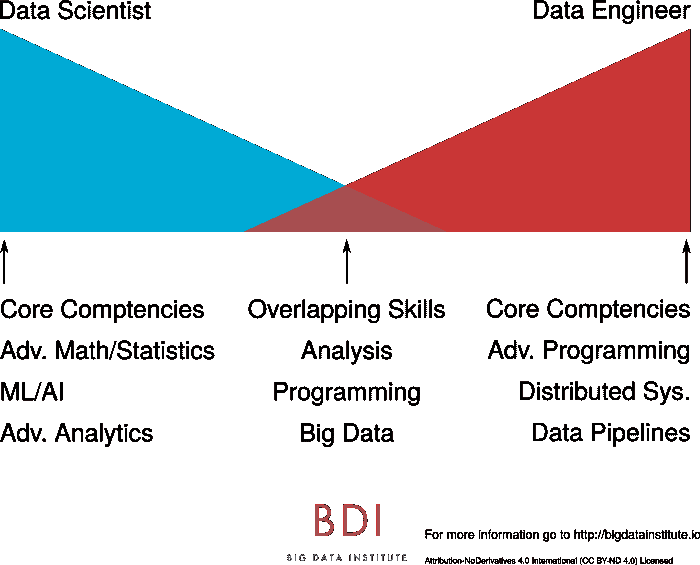 Data Scientist
Data Engineer
Core Comptencies
Adv. Math/Statistics
ML/AI
Adv. Analytics
Overlapping Skills
Analysis
Programming
Big Data
Core Comptencies
Adv. Programming
Distributed Sys.
Data Pipelines
BDI
BIG DATA INSTITUTE
For more information go to http://bigdatainstitute.io
Attribution-NoDerivatives 4.0 International (CC BY-ND 4.0) Licensed